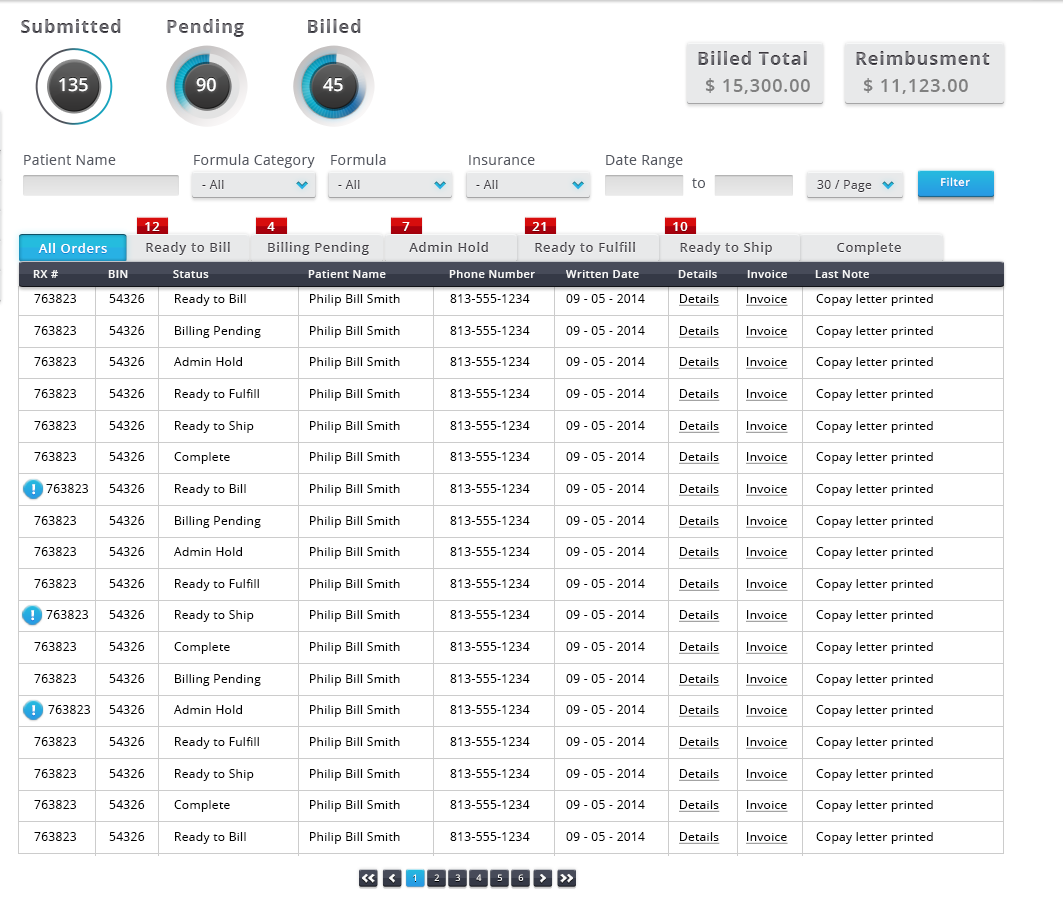 Submitted Pending Billed
135 90 45
Billed Total Reimbusment
$ 15,300.00 $ 11,123.00
Patient Name Formula Category Formula Insurance Date Range
- All - All - All to 30 / Page Filter
12 4 7 21 10
All Orders Ready to Bill Billing Pending Admin Hold Ready to Fulfill Ready to Ship Complete
RX # BIN Status Patient Name Phone Number Written Date Details Invoice Last Note
763823 54326 Ready to Bill Philip Bill Smith 813-555-1234 09 - 05 - 2014 Details Invoice Copay letter printed
763823 54326 Billing Pending Philip Bill Smith 813-555-1234 09 - 05 - 2014 Details Invoice Copay letter printed
763823 54326 Admin Hold Philip Bill Smith 813-555-1234 09 - 05 - 2014 Details Invoice Copay letter printed
763823 54326 Ready to Fulfill Philip Bill Smith 813-555-1234 09 - 05 - 2014 Details Invoice Copay letter printed
763823 54326 Ready to Ship Philip Bill Smith 813-555-1234 09 - 05 - 2014 Details Invoice Copay letter printed
763823 54326 Complete Philip Bill Smith 813-555-1234 09 - 05 - 2014 Details Invoice Copay letter printed
! 763823 54326 Ready to Bill Philip Bill Smith 813-555-1234 09 - 05 - 2014 Details Invoice Copay letter printed
763823 54326 Billing Pending Philip Bill Smith 813-555-1234 09 - 05 - 2014 Details Invoice Copay letter printed
763823 54326 Admin Hold Philip Bill Smith 813-555-1234 09 - 05 - 2014 Details Invoice Copay letter printed
763823 54326 Ready to Fulfill Philip Bill Smith 813-555-1234 09 - 05 - 2014 Details Invoice Copay letter printed
! 763823 54326 Ready to Ship Philip Bill Smith 813-555-1234 09 - 05 - 2014 Details Invoice Copay letter printed
763823 54326 Complete Philip Bill Smith 813-555-1234 09 - 05 - 2014 Details Invoice Copay letter printed
763823 54326 Billing Pending Philip Bill Smith 813-555-1234 09 - 05 - 2014 Details Invoice Copay letter printed
! 763823 54326 Admin Hold Philip Bill Smith 813-555-1234 09 - 05 - 2014 Details Invoice Copay letter printed
763823 54326 Ready to Fulfill Philip Bill Smith 813-555-1234 09 - 05 - 2014 Details Invoice Copay letter printed
763823 54326 Ready to Ship Philip Bill Smith 813-555-1234 09 - 05 - 2014 Details Invoice Copay letter printed
763823 54326 Complete Philip Bill Smith 813-555-1234 09 - 05 - 2014 Details Invoice Copay letter printed
763823 54326 Ready to Bill Philip Bill Smith 813-555-1234 09 - 05 - 2014 Details Invoice Copay letter printed
1 2 3 4 5 6